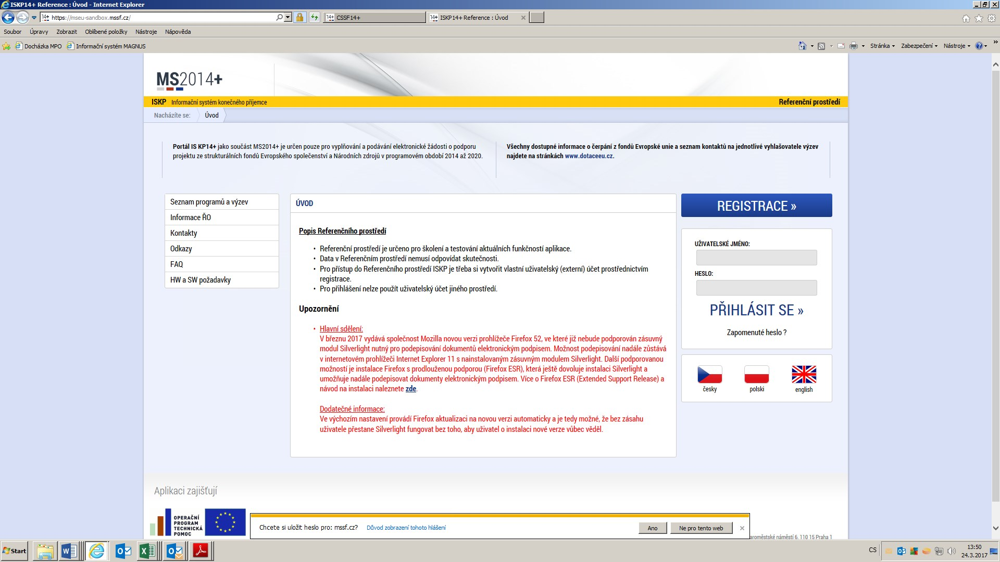 ISKP14+ Reference : Úvod - Internet Explorer
14+ https://mseu-sandbox.mssf.cz/
14+ CSSF14+
14+ ISKP14+ Reference : Úvod
Soubor Úpravy Zobrazit Oblíbené položky Nástroje Nápověda
Docházka MPO Informační systém MAGNUS
Stránka Zabezpečení Nástroje
MS2014+
ISKP Informační systém konečného příjemce
Referenční prostředí
Nacházíte se: Úvod
Portál IS KP14+ jako součást MS2014+ je určen pouze pro vyplňování a podávání elektronické žádosti o podporu
projektu ze strukturálních fondů Evropského společenství a Národních zdrojů v programovém období 2014 až 2020.
Všechny dostupné informace o čerpání z fondů Evropské unie a seznam kontaktů na jednotlivé vyhlašovatele výzev
najdete na stránkách www.dotaceeu.cz.
Seznam programů a výzev
Informace ŘO
Kontakty
Odkazy
FAQ
HW a SW požadavky
ÚVOD
Popis Referenčního prostředí
• Referenční prostředí je určeno pro školení a testování aktuálních funkčností aplikace.
• Data v Referenčním prostředí nemusí odpovídat skutečnosti.
• Pro přístup do Referenčního prostředí ISKP je třeba si vytvořit vlastní uživatelský (externí) účet prostřednictvím
registrace.
• Pro přihlášení nelze použít uživatelský účet jiného prostředí.
Upozornění
• Hlavní sdělení:
V březnu 2017 vydává společnost Mozilla novou verzi prohlížeče Firefox 52, ve které již nebude podporován zásuvný
modul Silverlight nutný pro podepisování dokumentů elektronickým podpisem. Možnost podepisování nadále zůstává
v internetovém prohlížeči Internet Explorer 11 s nainstalovaným zásuvným modulem Silverlight. Další podporovanou
možností je instalace Firefox s prodlouženou podporou (Firefox ESR), která ještě dovoluje instalaci Silverlight a
umožňuje nadále podepisovat dokumenty elektronickým podpisem. Více o Firefox ESR (Extended Support Release) a
návod na instalaci naleznete zde.
Dodatečné informace:
Ve výchozím nastavení provádí Firefox aktualizaci na novou verzi automaticky a je tedy možné, že bez zásahu
uživatele přestane Silverlight fungovat bez toho, aby uživatel o instalaci nové verze vůbec věděl.
REGISTRACE »
UŽIVATELSKÉ JMÉNO:
HESLO:
PŘIHLÁSIT SE »
Zapomenuté heslo ?
česky polski english
Aplikaci zajišťují
OPERAČNÍ
PROGRAM
TECHNICKÁ
POMOC
Chcete si uložit heslo pro: mssf.cz? Důvod zobrazení tohoto hlášení
Ano
Ne pro tento web
aroměstské náměstí 6, 110 15 Praha 1
Start
CS
13:50
24.3.2017